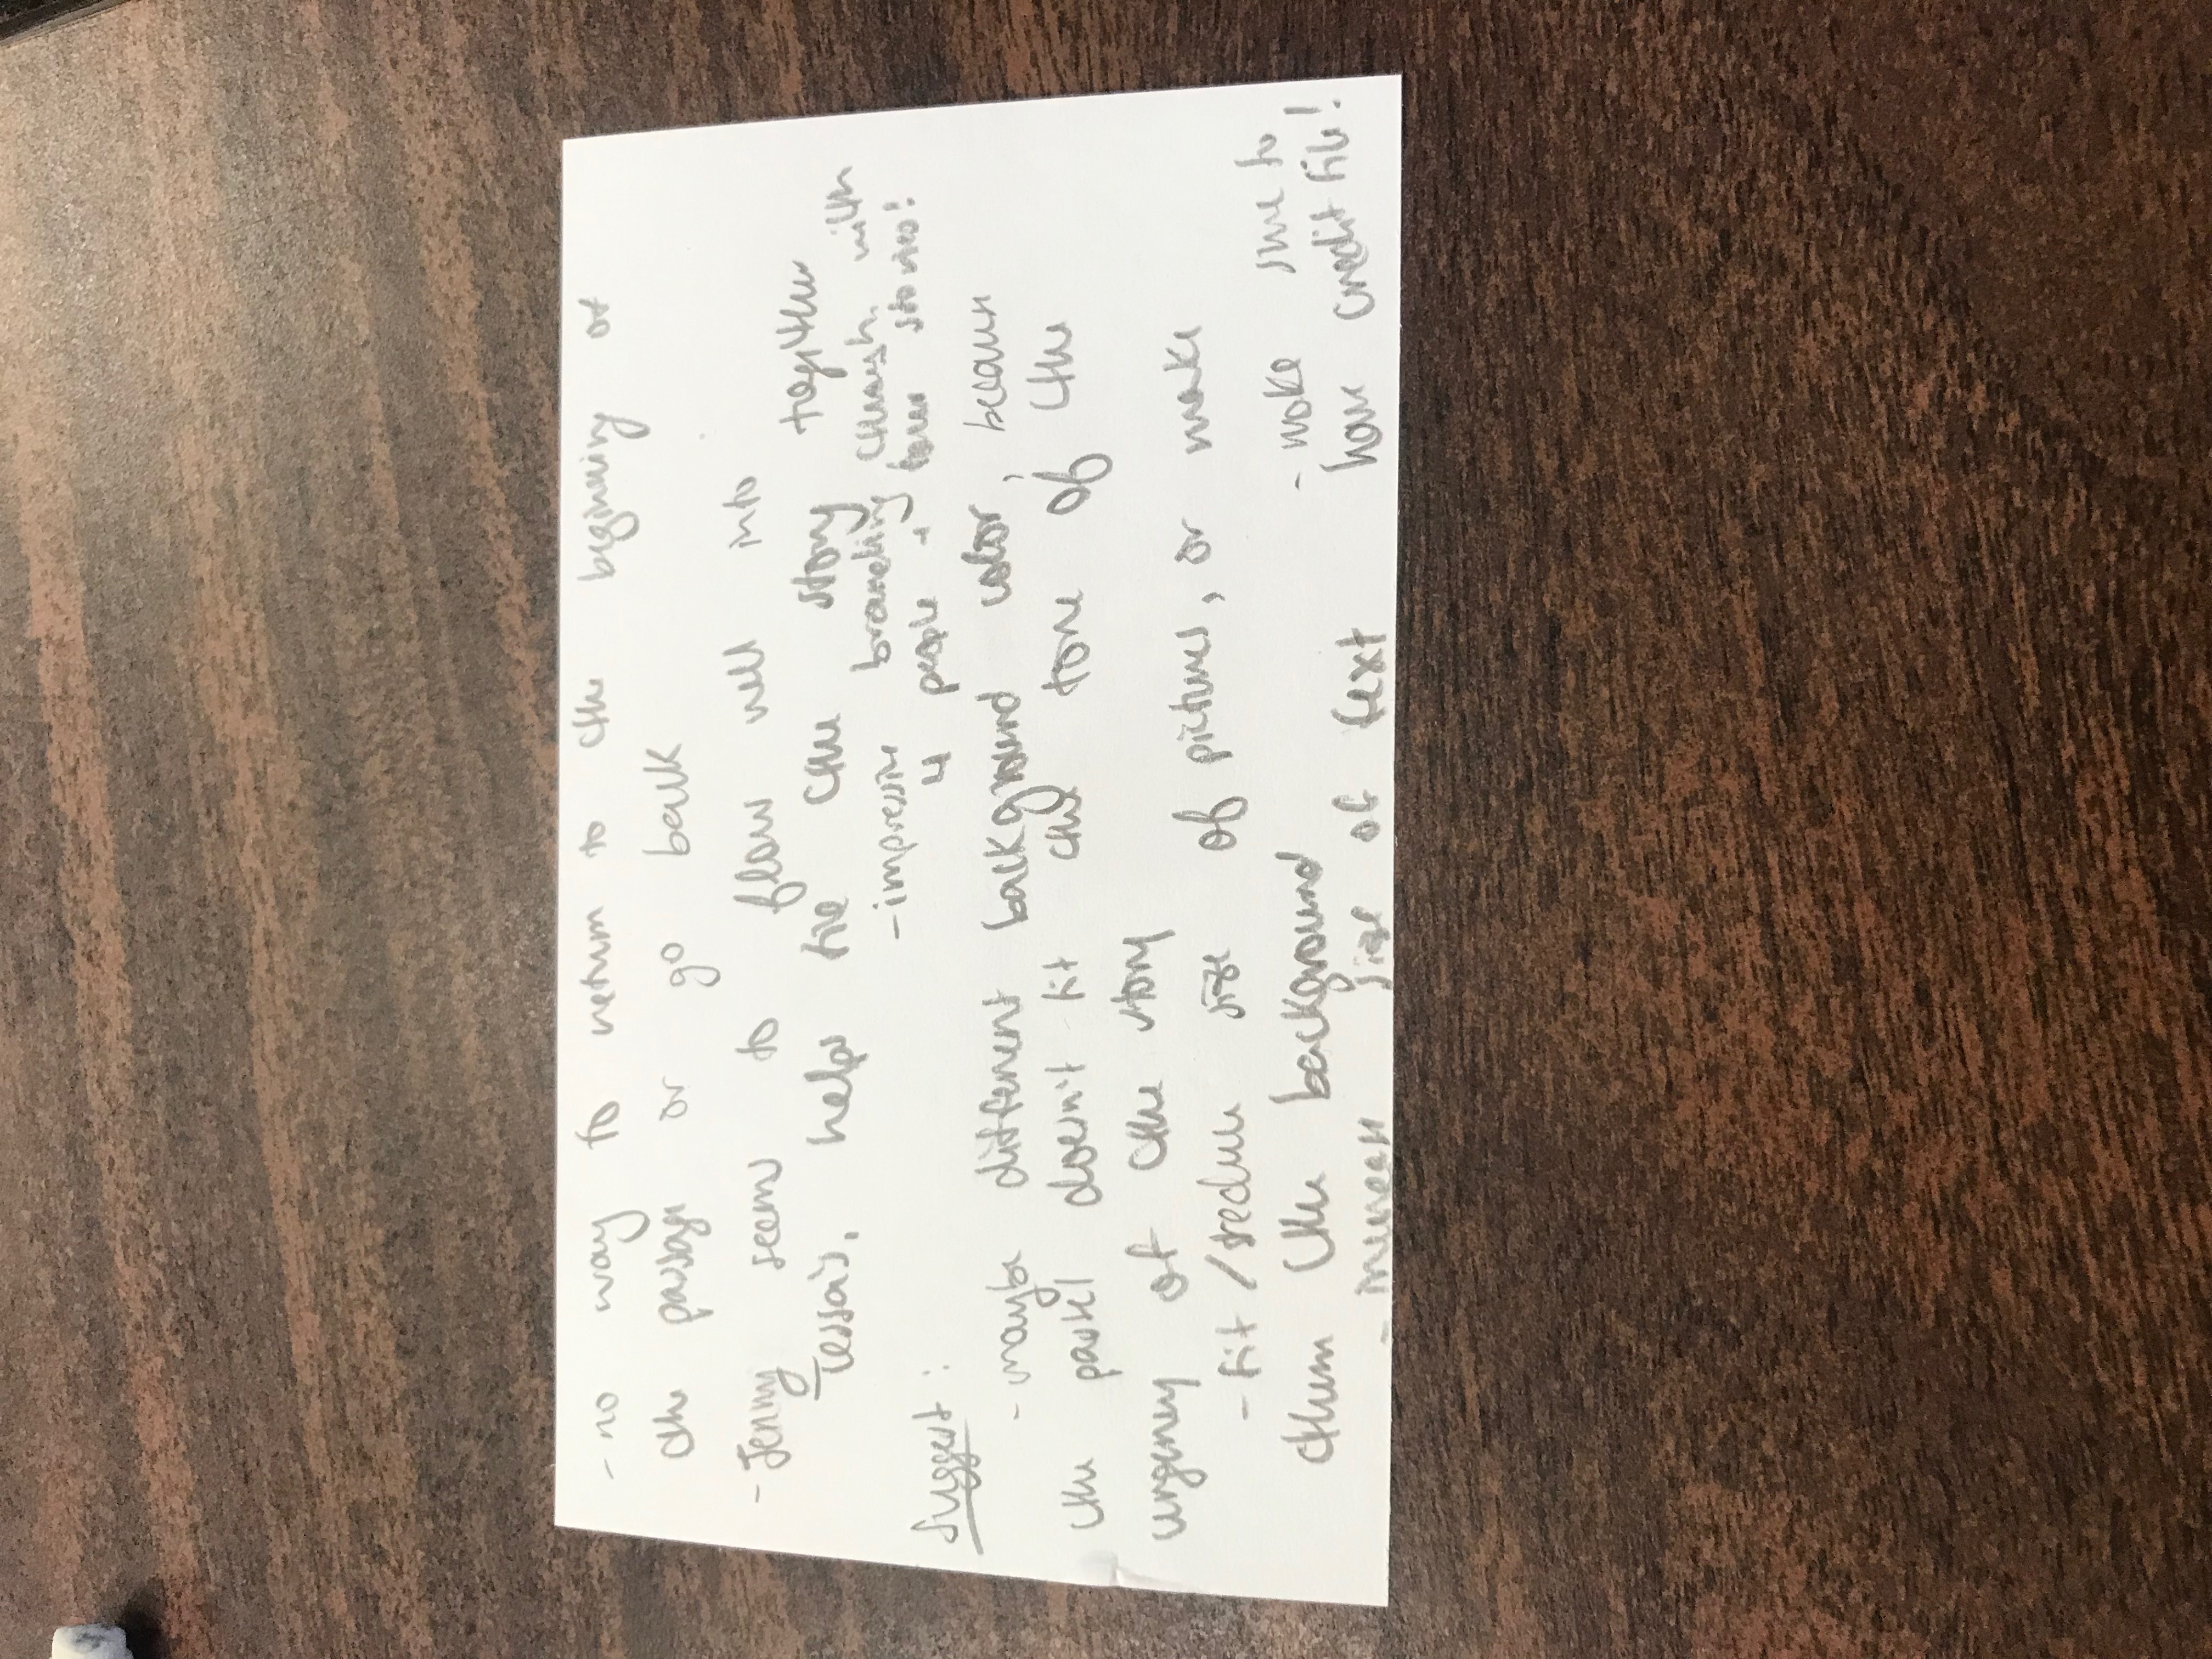 - no way to return to the beginning of
the passage or go back
- Jenny seems to flow well into
Tessa's, helps tie the story together
- impressive branching though with
4 people + their stories!
Suggest:
- maybe different background color, because
the pastel doesn't fit the tone of the
urgency of the story
- fit / reduce size of pictures, or make
them the background
- increase size of text
- make sure to
have credit file!